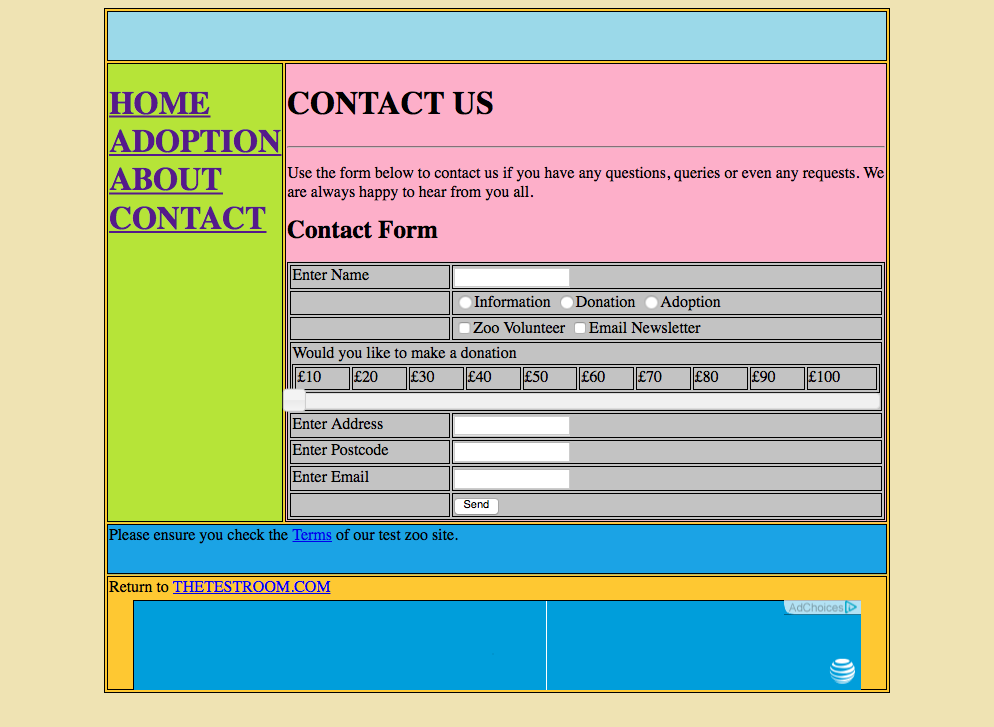 HOME
ADOPTION
ABOUT
CONTACT
CONTACT US
Use the form below to contact us if you have any questions, queries or even any requests. We
are always happy to hear from you all.
Contact Form
Enter Name
Information Donation Adoption
Zoo Volunteer Email Newsletter
Would you like to make a donation
£10 £20 £30 £40 £50 £60 £70 £80 £90 £100
Enter Address
Enter Postcode
Enter Email
Send
Please ensure you check the Terms of our test zoo site.
Return to THETESTROOM.COM
AdChoices